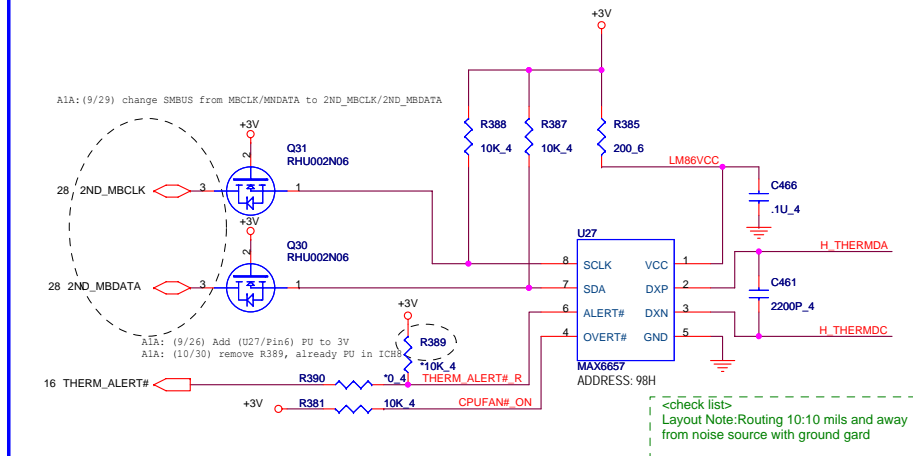 +3V
A1A:(9/29) change SMBUS from MBCLK/MNDATA to 2ND_MBCLK/2ND_MBDATA
+3V
Q31
RHU002N06
2
28 2ND_MBCLK
3
1
R388
10K_4
R387
10K_4
R385
200_6
LM86VCC
C466
.1U_4
+3V
Q30
RHU002N06
2
28 2ND_MBDATA
3
1
U27
8 SCLK
7 SDA
6 ALERT#
4 OVERT#
VCC 1
DXP 2
DXN 3
GND 5
MAX6657
ADDRESS: 98H
H_THERMDA
C461
2200P_4
H_THERMDC
+3V
A1A: (9/26) Add (U27/Pin6) PU to 3V
A1A: (10/30) remove R389, already PU in ICH8
R389
*10K_4
16 THERM_ALERT#
R390
*0_4
THERM_ALERT#_R
+3V
R381
10K_4
CPUFAN#_ON
<check list>
Layout Note:Routing 10:10 mils and away
from noise source with ground gard